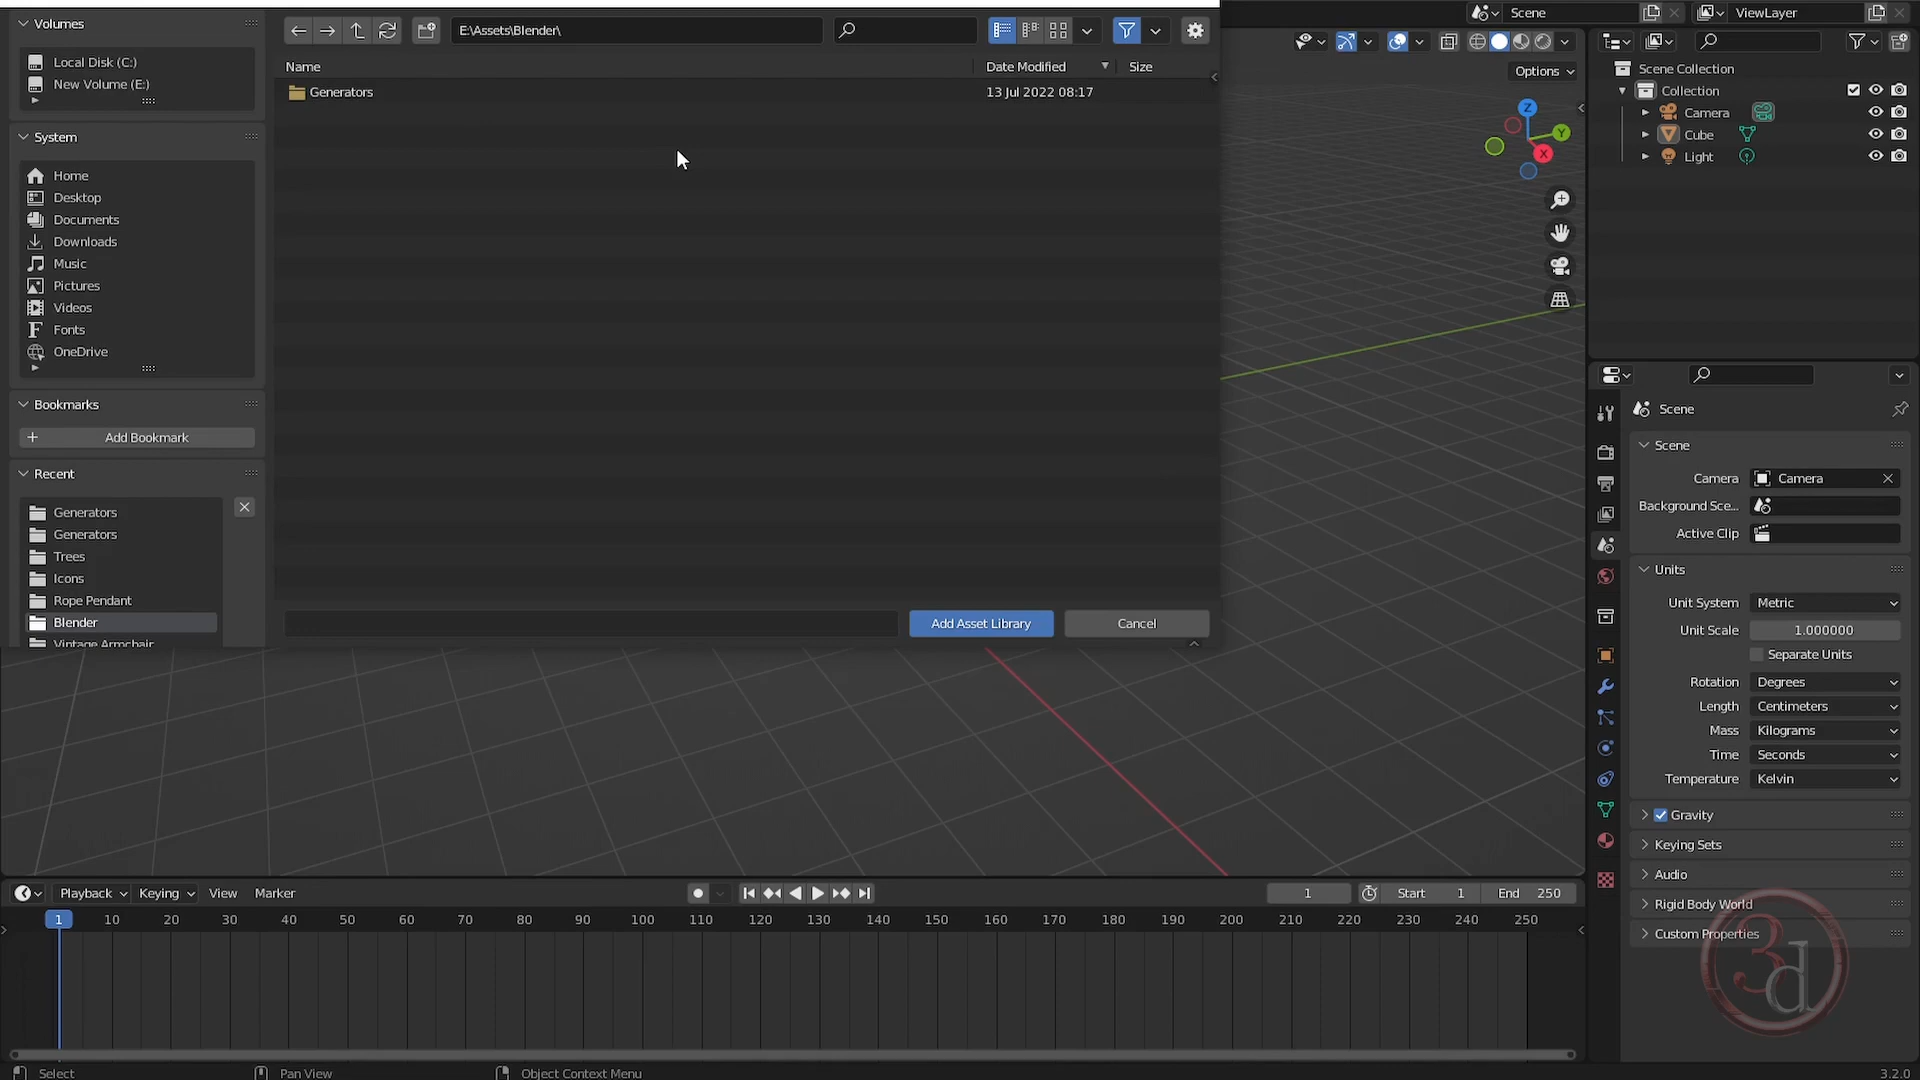 Volumes
Local Disk (C:)
New Volume (E:)
System
Home
Desktop
Documents
Downloads
Music
Pictures
Videos
Fonts
OneDrive
Bookmarks
Add Bookmark
Recent
Generators
Generators
Trees
Icons
Rope Pendant
Blender
Vintage Armchair
E:\Assets\Blender\
Name Date Modified Size
Generators 13 Jul 2022 08:17
Add Asset Library Cancel
Scene ViewLayer
Options
Z
Y
X
Scene Collection
Collection
Camera
Cube
Light
Scene
Scene
Camera Camera
Background Sce...
Active Clip
Units
Unit System Metric
Unit Scale 1.000000
Separate Units
Rotation Degrees
Length Centimeters
Mass Kilograms
Time Seconds
Temperature Kelvin
Gravity
Keying Sets
Audio
Rigid Body World
Custom Properties
3d
Playback Keying View Marker
1 Start 1 End 250
1 10 20 30 40 50 60 70 80 90 100 110 120 130 140 150 160 170 180 190 200 210 220 230 240 250
Select Pan View Object Context Menu 3.2.0